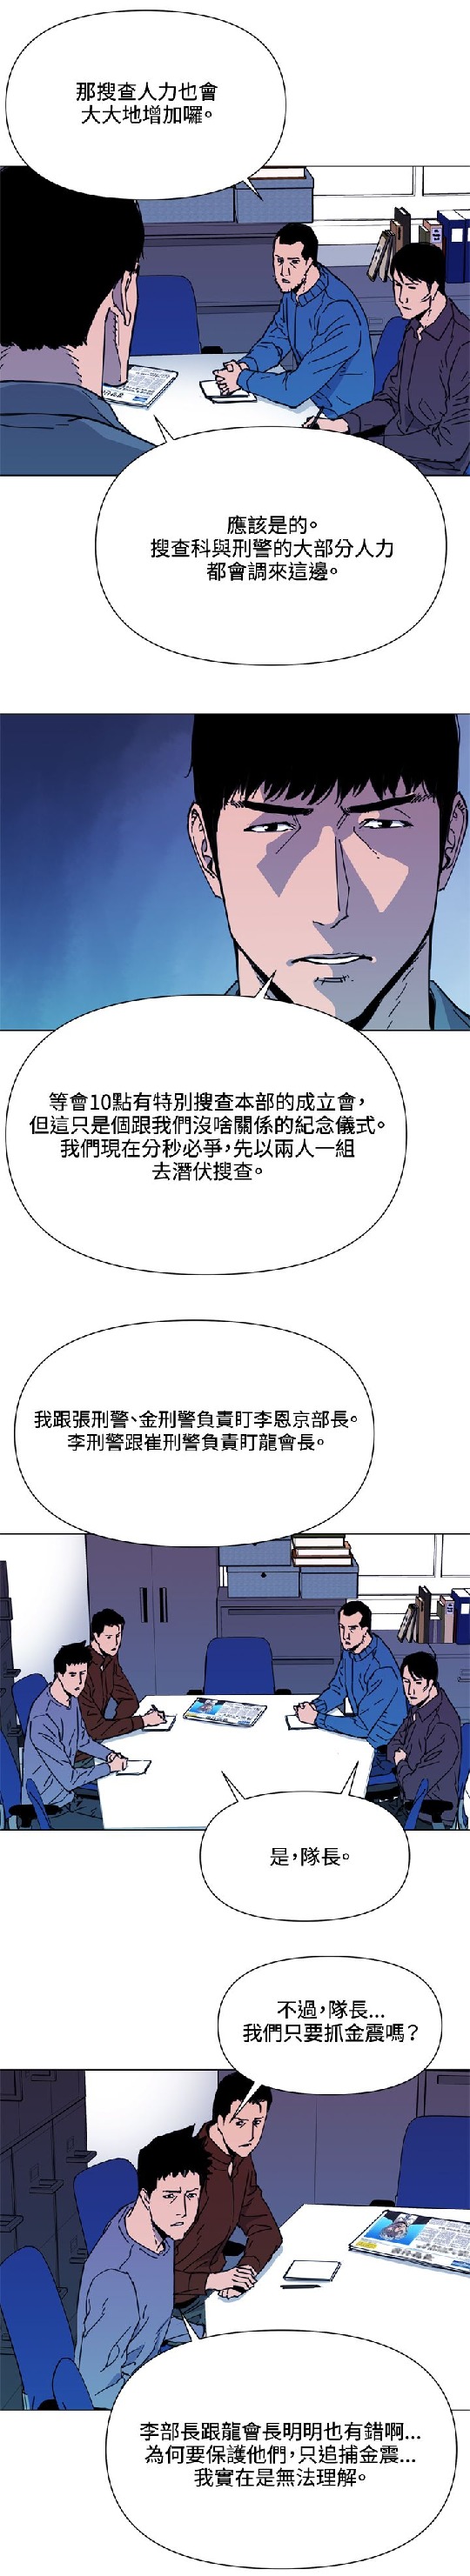 那搜查人力也會
大大地增加囉。
應該是的。
搜查科與刑警的大部分人力
都會調來這邊。
等會10點有特別搜查本部的成立會，
但這只是個跟我們沒啥關係的紀念儀式。
我們現在分秒必爭，先以兩人一組
去潛伏搜查。
我跟張刑警、金刑警負責盯李恩京部長。
李刑警跟崔刑警負責盯龍會長。
是，隊長。
不過，隊長...
我們只要抓金震嗎？
李部長跟龍會長明明也有錯啊...
為何要保護他們，只追捕金震...
我實在是無法理解。